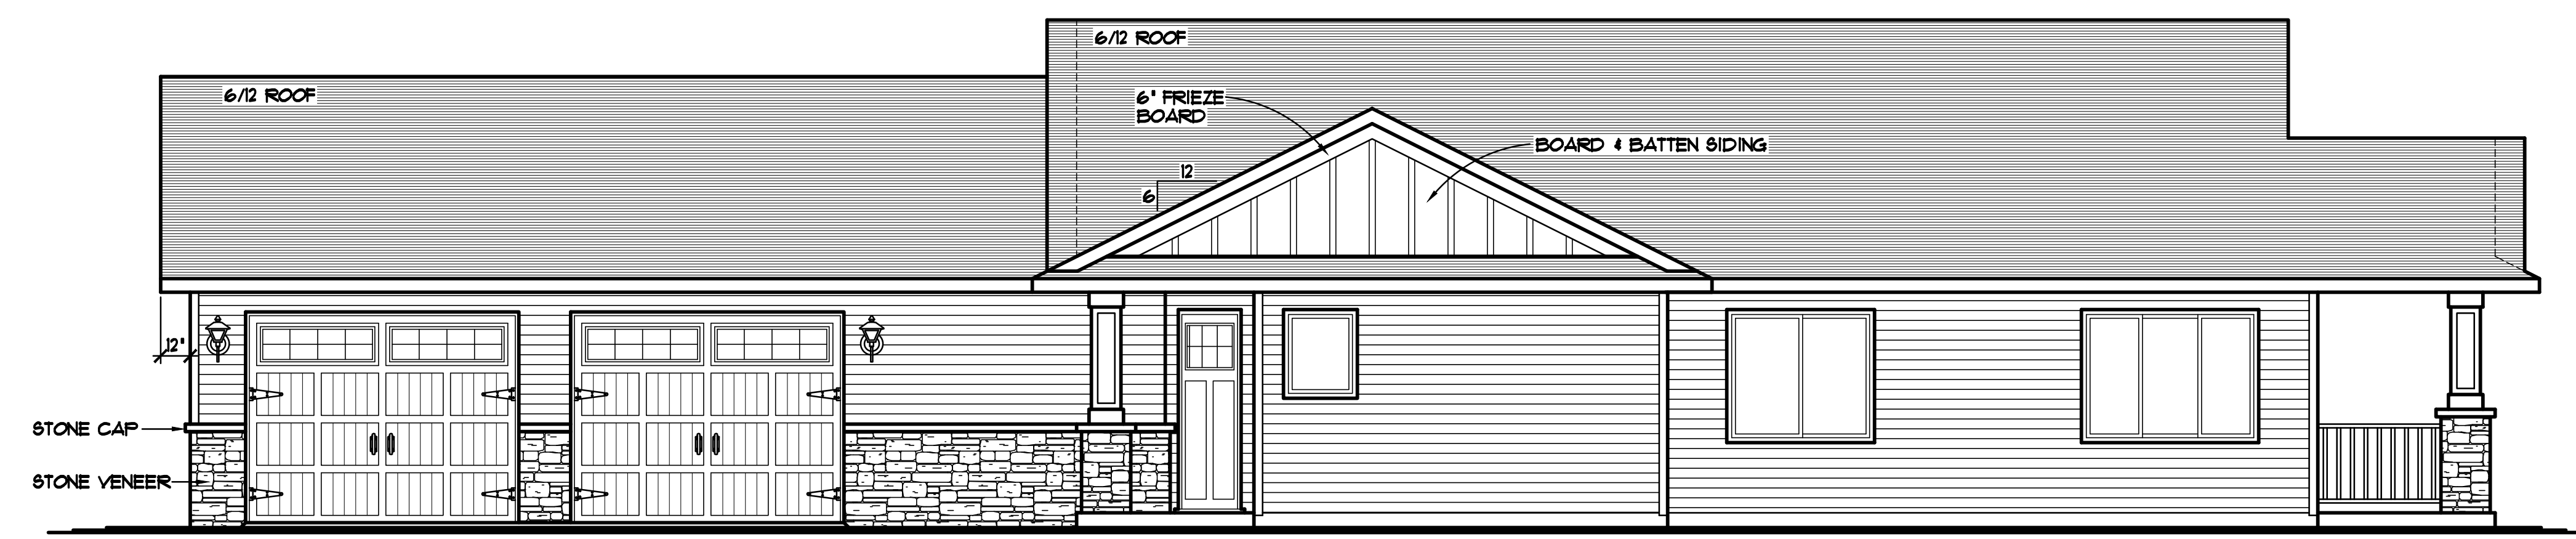 6/12 ROOF
6/12 ROOF
6" FRIEZE
BOARD
BOARD & BATTEN SIDING
12
6
12"
STONE CAP
STONE VENEER